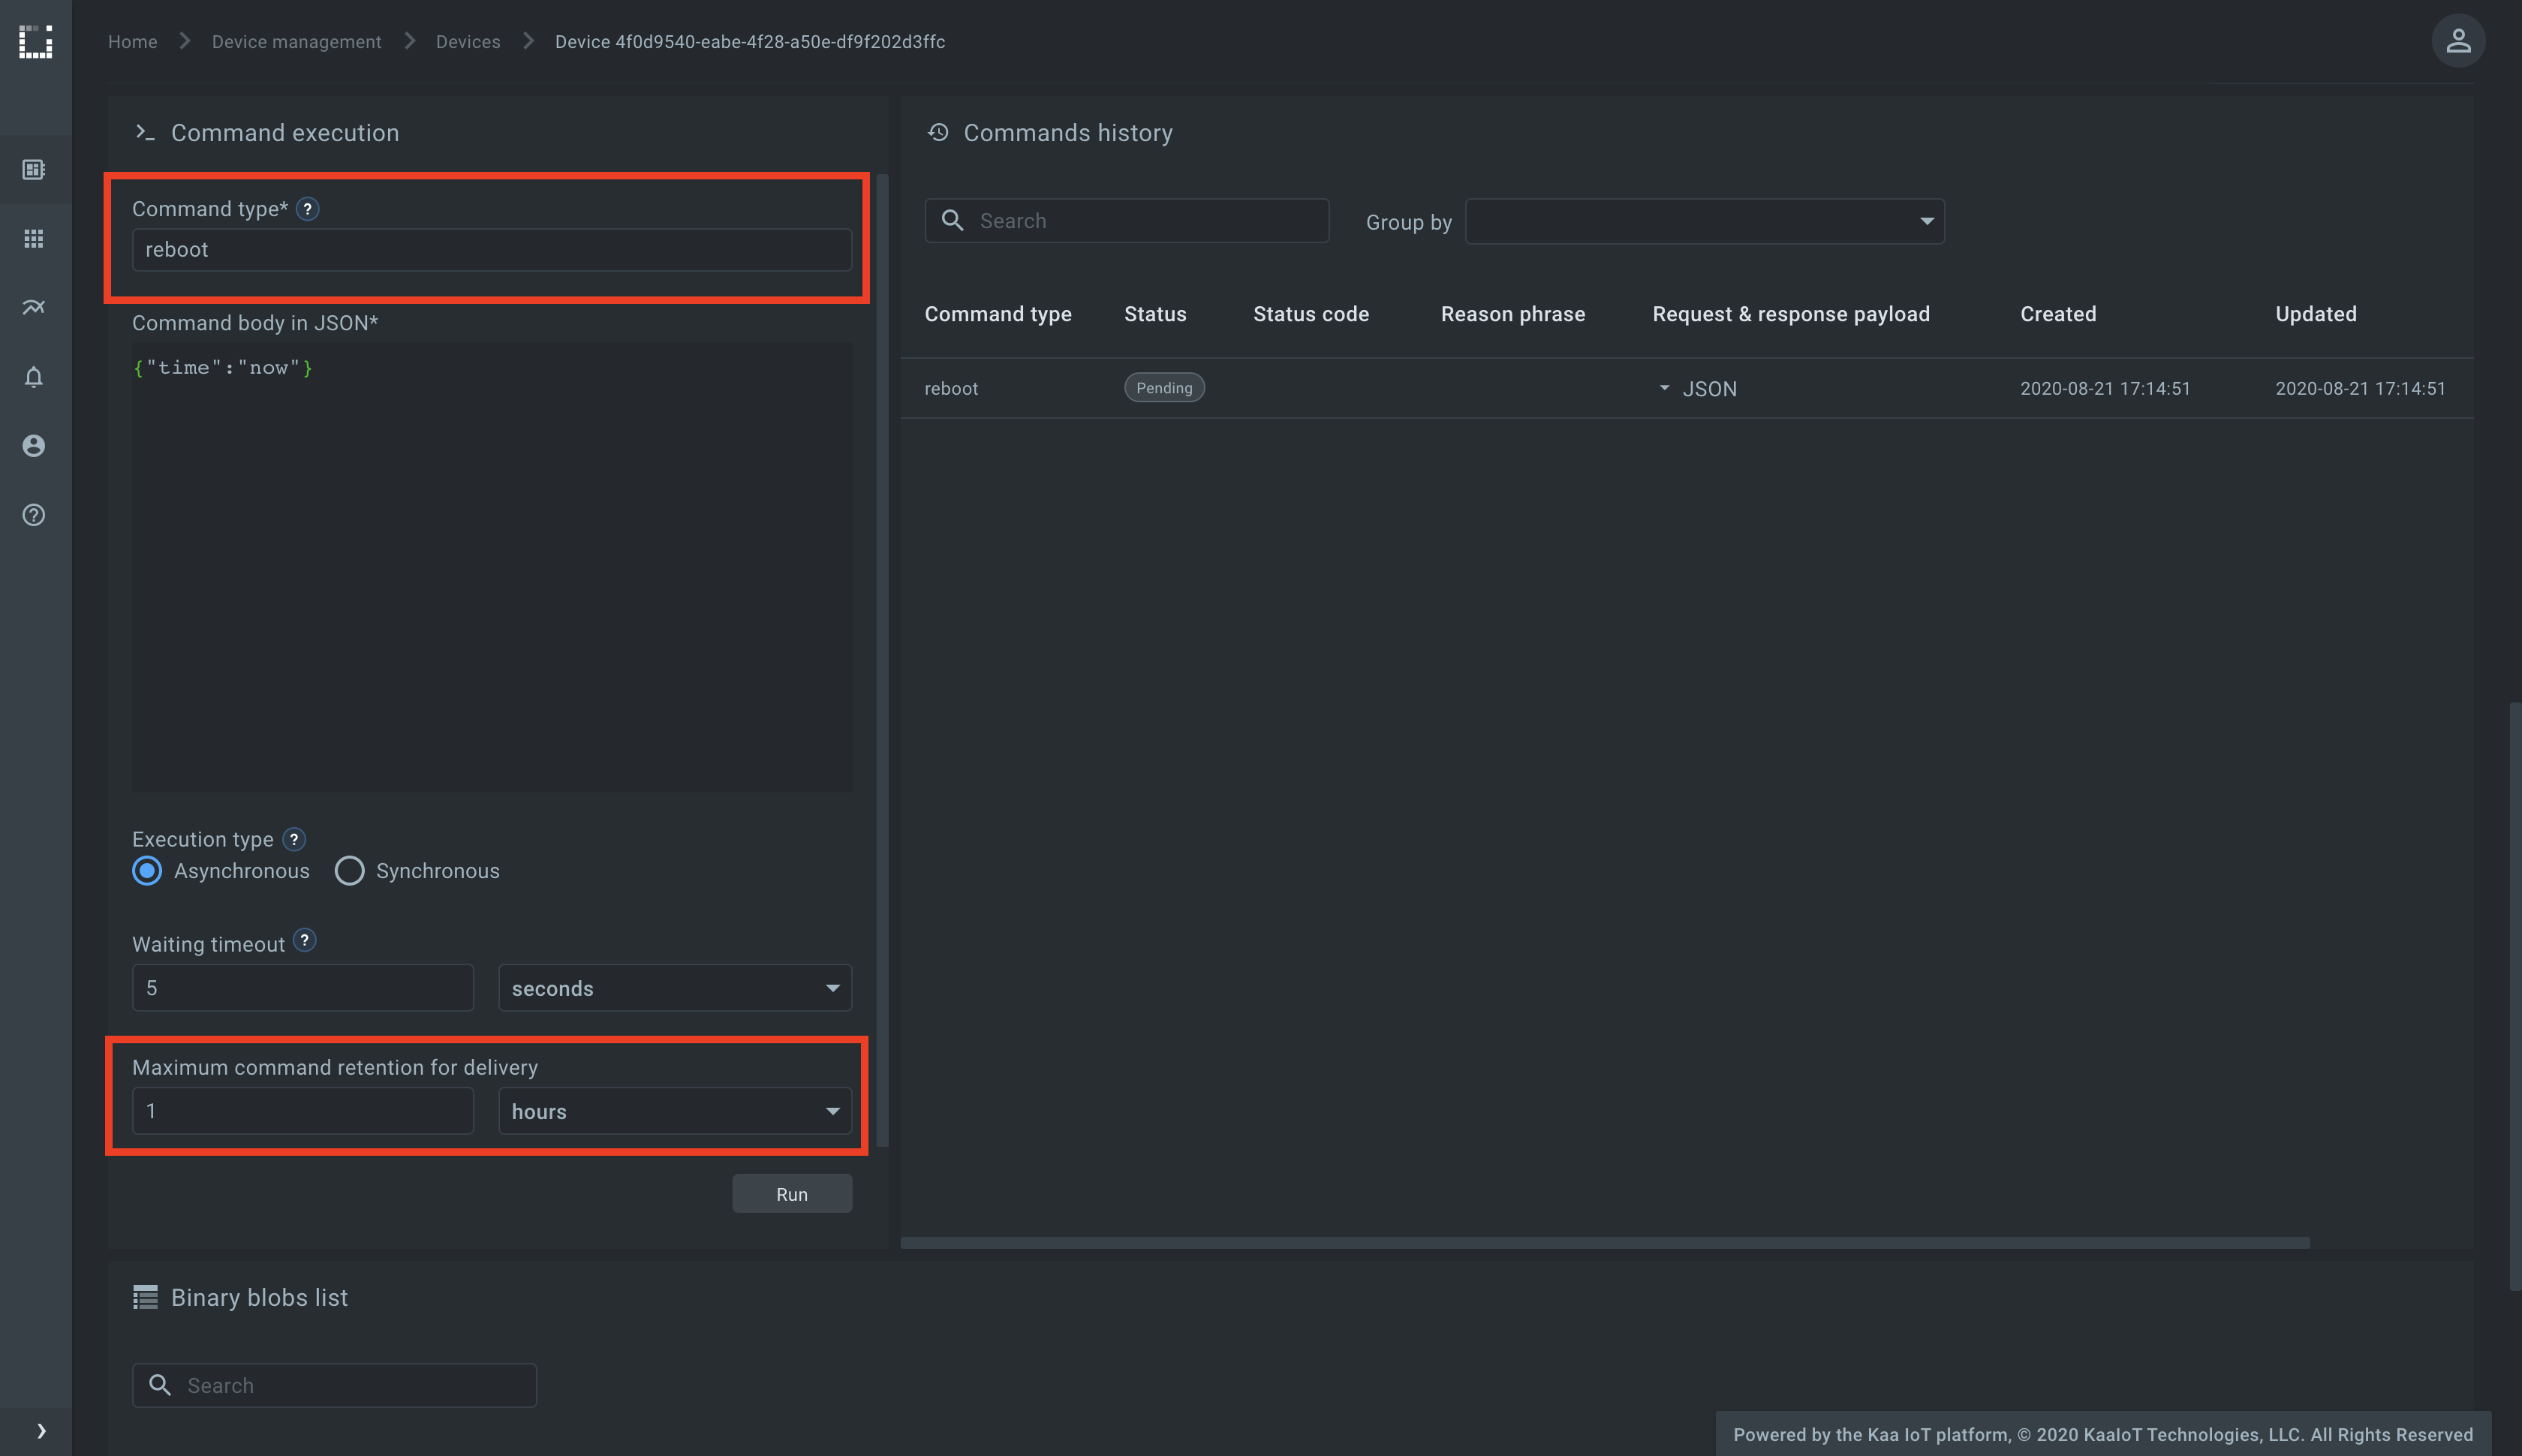 Home
Device management
Devices
Device 4f0d9540-eabe-4f28-a50e-df9f202d3ffc
Command execution
Command type* ?
reboot
Command body in JSON*
{"time":"now"}
Execution type ?
Asynchronous
Synchronous
Waiting timeout ?
5
seconds
Maximum command retention for delivery
1
hours
Run
Commands history
Search
Group by
Command type Status Status code Reason phrase Request & response payload Created Updated
reboot Pending JSON 2020-08-21 17:14:51 2020-08-21 17:14:51
Binary blobs list
Search
Powered by the Kaa IoT platform, © 2020 KaaIoT Technologies, LLC. All Rights Reserved